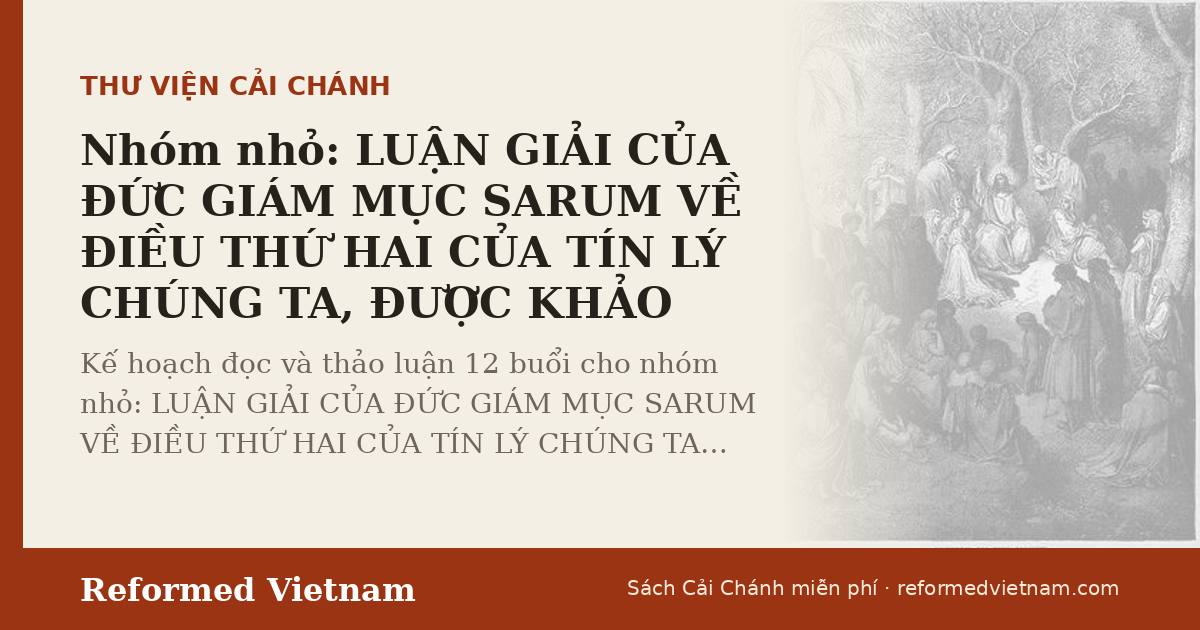 THƯ VIỆN CẢI CHÁNH
Nhóm nhỏ: LUẬN GIẢI CỦA
ĐỨC GIÁM MỤC SARUM VỀ
ĐIỀU THỨ HAI CỦA TÍN LÝ
CHÚNG TA, ĐƯỢC KHẢO
Kế hoạch đọc và thảo luận 12 buổi cho nhóm
nhỏ: LUẬN GIẢI CỦA ĐỨC GIÁM MỤC SARUM
VỀ ĐIỀU THỨ HAI CỦA TÍN LÝ CHÚNG TA...
Reformed Vietnam
Sách Cải Chánh miễn phí · reformedvietnam.com